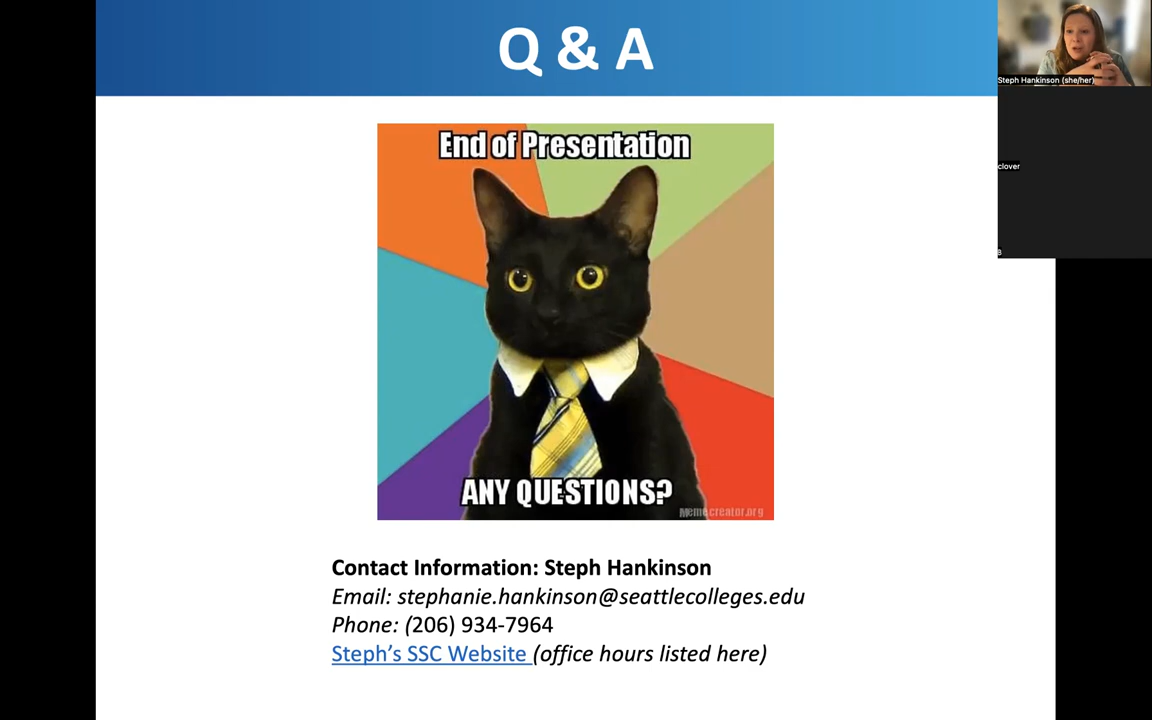 Q & A
Steph Hankinson (she/her)
clover
B
End of Presentation
ANY QUESTIONS?
Memecreator.org
Contact Information: Steph Hankinson
Email: stephanie.hankinson@seattlecolleges.edu
Phone: (206) 934-7964
Steph's SSC Website (office hours listed here)